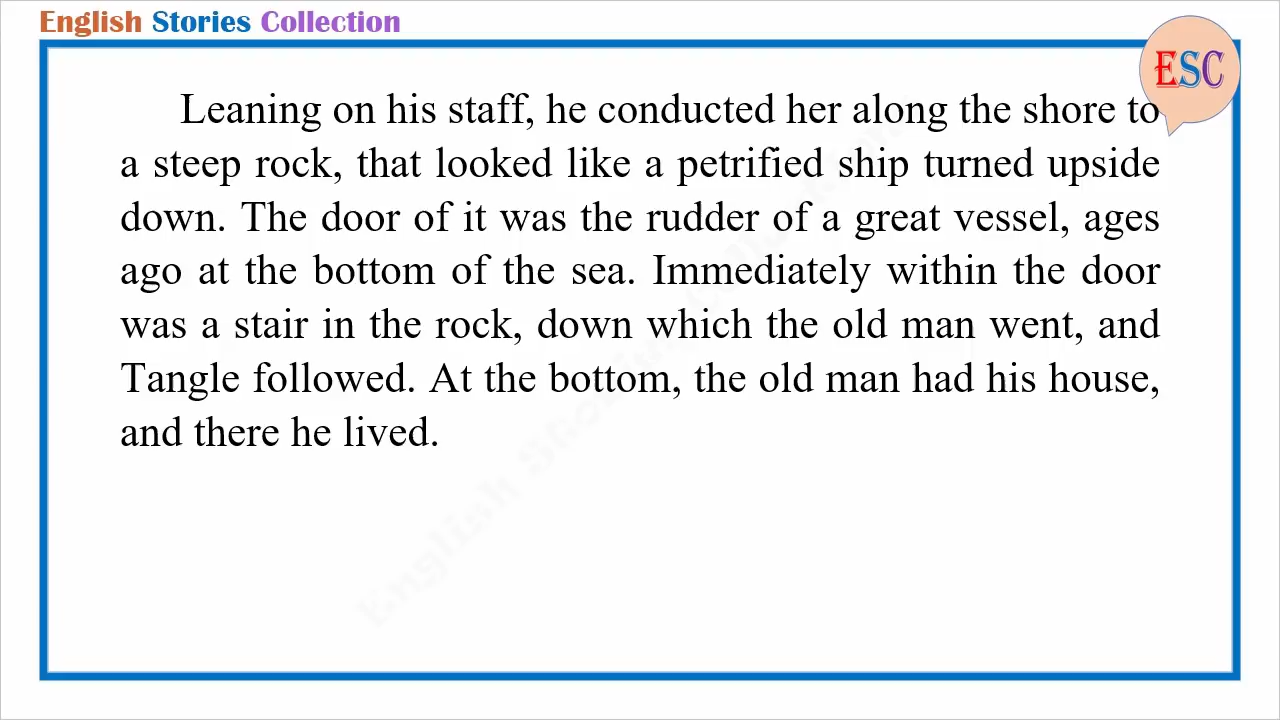 English Stories Collection
ESC
Leaning on his staff, he conducted her along the shore to
a steep rock, that looked like a petrified ship turned upside
down. The door of it was the rudder of a great vessel, ages
ago at the bottom of the sea. Immediately within the door
was a stair in the rock, down which the old man went, and
Tangle followed. At the bottom, the old man had his house,
and there he lived.